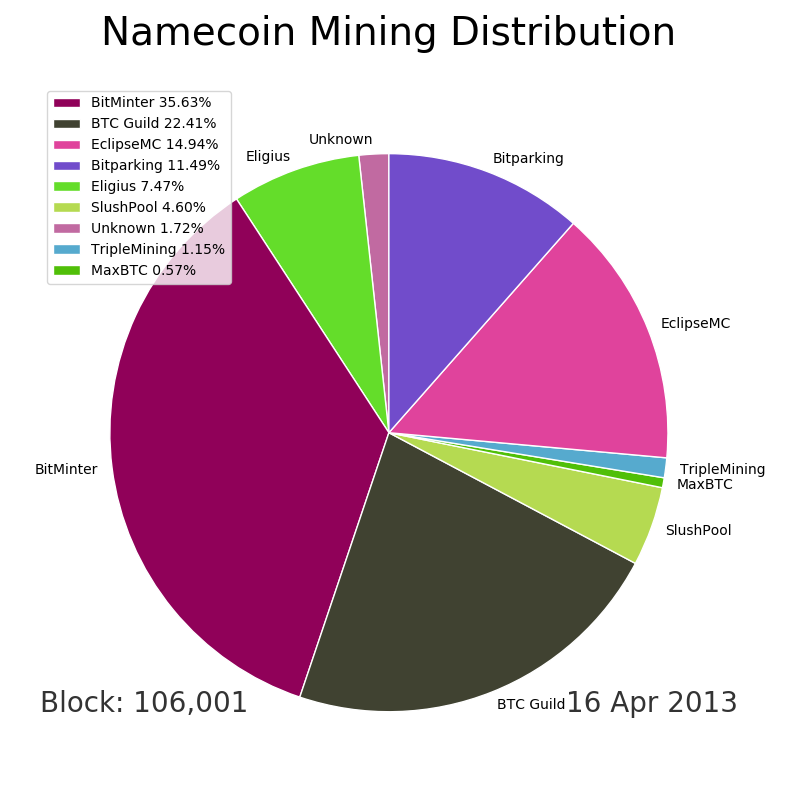 Namecoin Mining Distribution
BitMinter 35.63%
BTC Guild 22.41%
EclipseMC 14.94%
Bitparking 11.49%
Eligius 7.47%
SlushPool 4.60%
Unknown 1.72%
TripleMining 1.15%
MaxBTC 0.57%
Unknown
Eligius
Bitparking
EclipseMC
BitMinter
TripleMining
MaxBTC
SlushPool
BTC Guild
Block: 106,001
16 Apr 2013